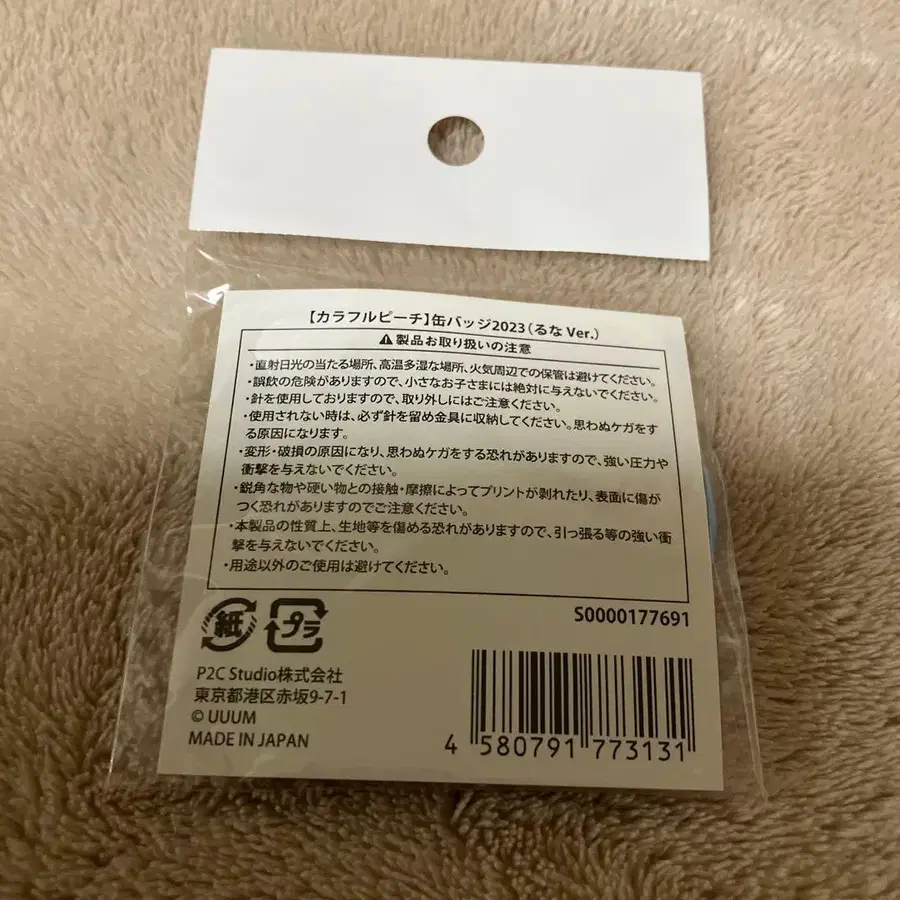 【カラフルピーチ】缶バッジ2023（るな Ver.）
⚠製品お取り扱いの注意
・直射日光の当たる場所、高温多湿な場所、火気周辺での保管は避けてください。
・誤飲の危険がありますので、小さなお子さまには絶対に与えないでください。
・針を使用しておりますので、取り外しにはご注意ください。
・使用されない時は、必ず針を留め金具に収納してください。思わぬケガをす
る原因になります。
・変形・破損の原因になり、思わぬケガをする恐れがありますので、強い圧力や
衝撃を与えないでください。
・鋭角な物や硬い物との接触・摩擦によってプリントが剥れたり、表面に傷が
つく恐れがありますのでご注意ください。
・本製品の性質上、生地等を傷める恐れがありますので、引っ張る等の強い衝
撃を与えないでください。
・用途以外のご使用は避けてください。
S0000177691
紙 プラ
P2C Studio株式会社
東京都港区赤坂9-7-1
© UUUM
MADE IN JAPAN
4 580791 773131